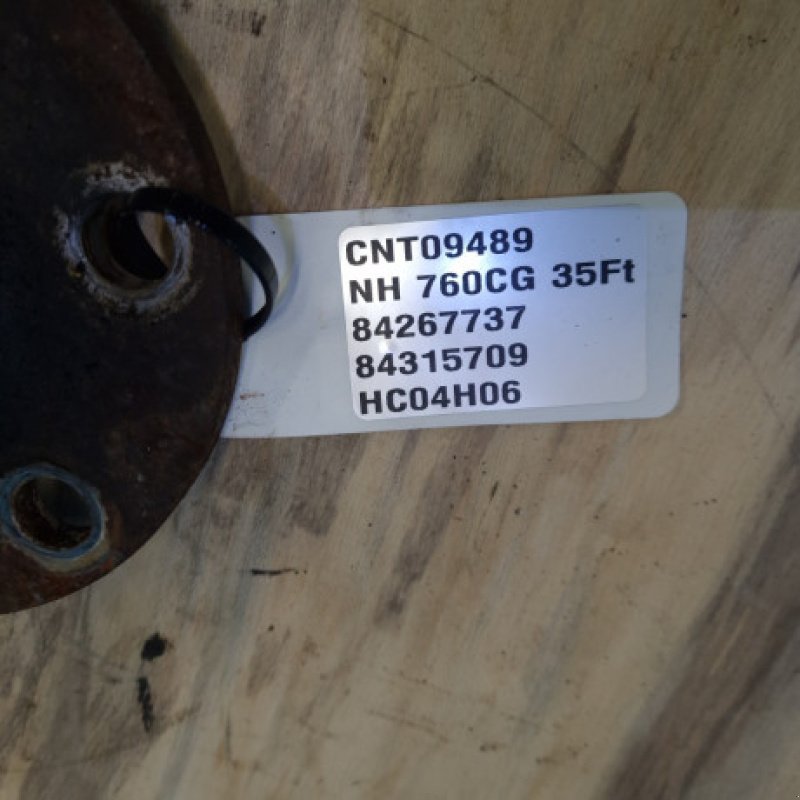 CNT09489
NH 760CG 35Ft
84267737
84315709
HC04H06